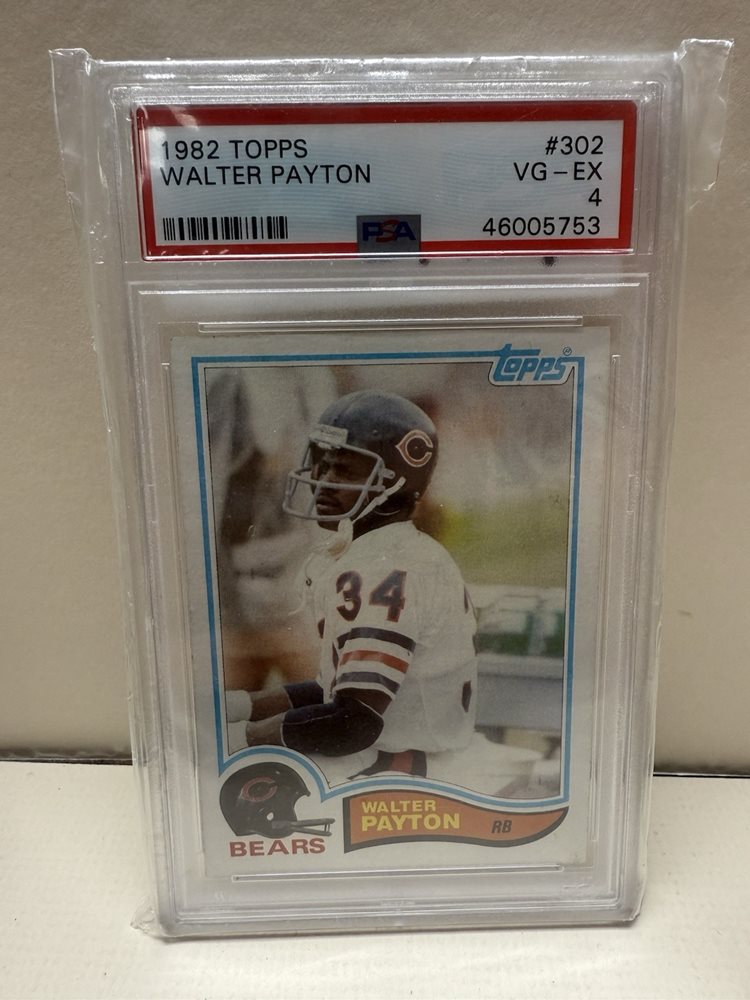 1982 TOPPS
WALTER PAYTON
#302
VG-EX
4
46005753
PSA
topps®
34
WALTER
PAYTON
RB
BEARS